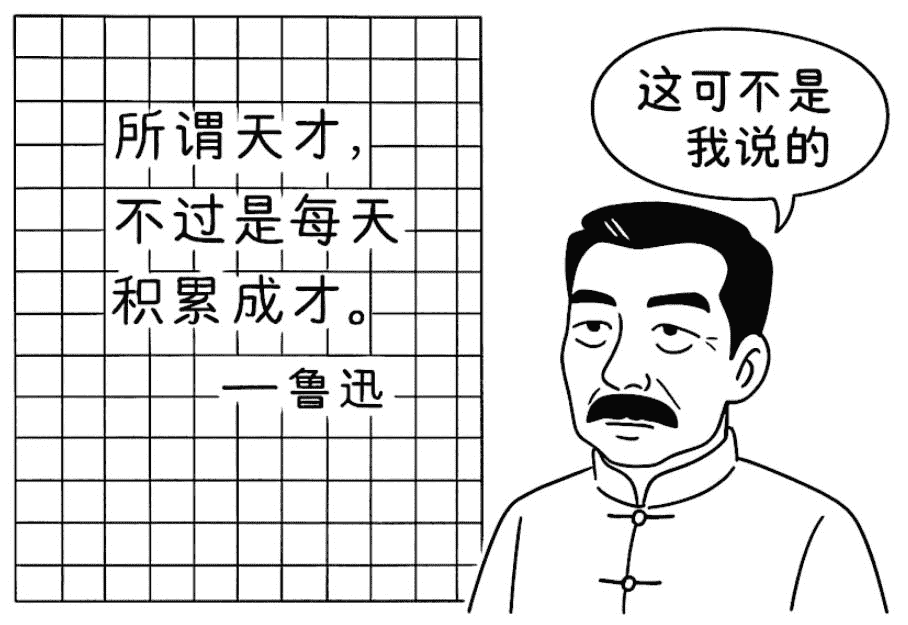 所谓天才，
不过是每天
积累成才。
一鲁迅
这可不是
我说的